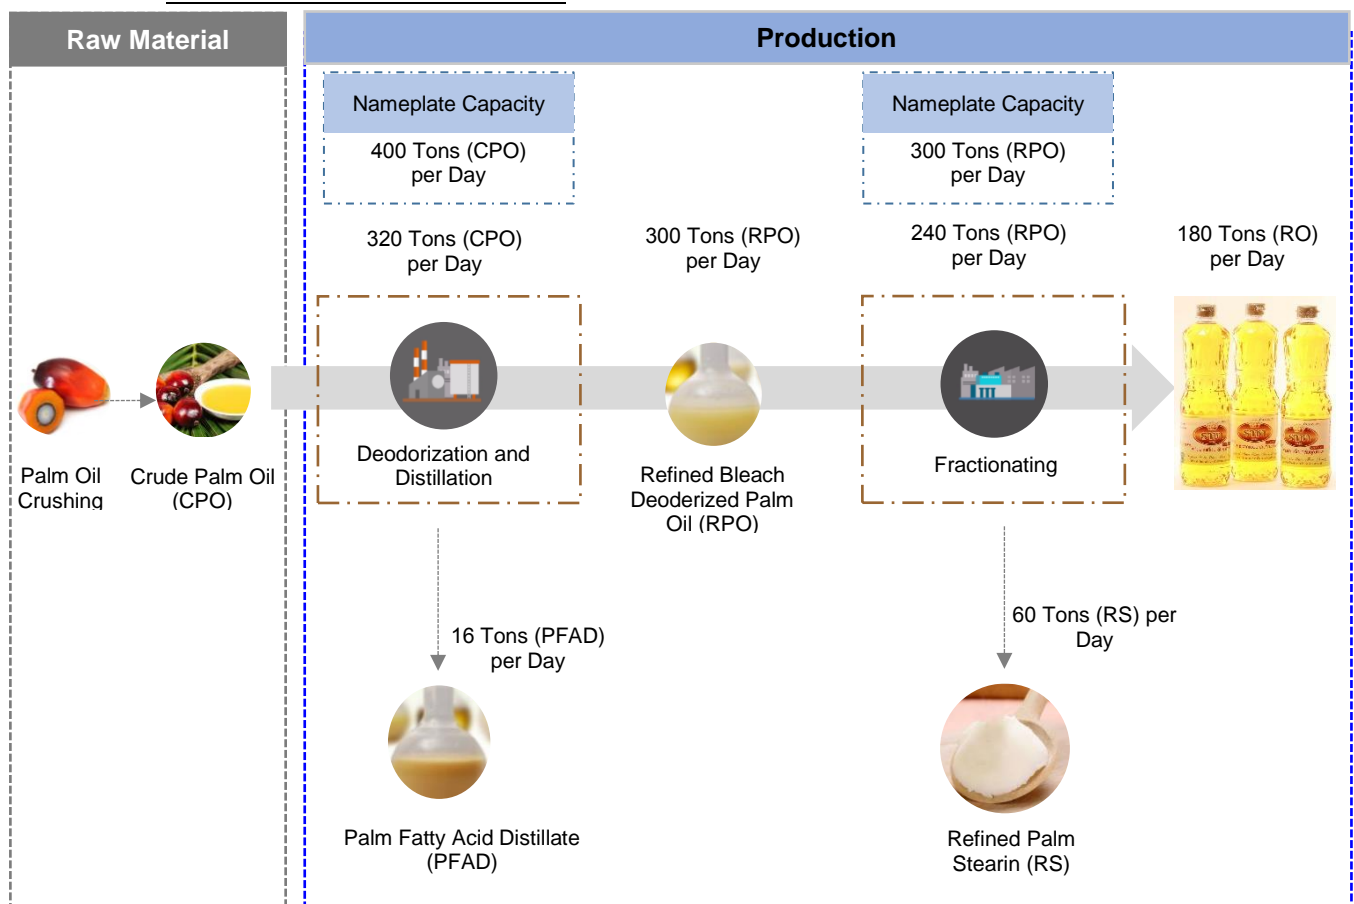 Raw Material
Production
Nameplate Capacity
400 Tons (CPO)
per Day
Nameplate Capacity
300 Tons (RPO)
per Day
320 Tons (CPO)
per Day
300 Tons (RPO)
per Day
240 Tons (RPO)
per Day
180 Tons (RO)
per Day
Palm Oil
Crushing
Crude Palm Oil
(CPO)
Deodorization and
Distillation
Refined Bleach
Deoderized Palm
Oil (RPO)
Fractionating
16 Tons (PFAD)
per Day
60 Tons (RS) per
Day
Palm Fatty Acid Distillate
(PFAD)
Refined Palm
Stearin (RS)